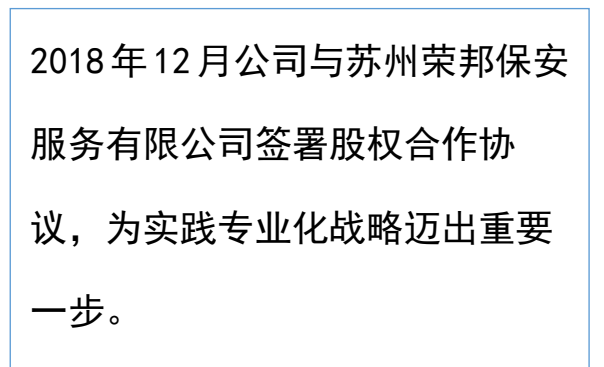 2018年12月公司与苏州荣邦保安
服务有限公司签署股权合作协
议，为实践专业化战略迈出重要
一步。